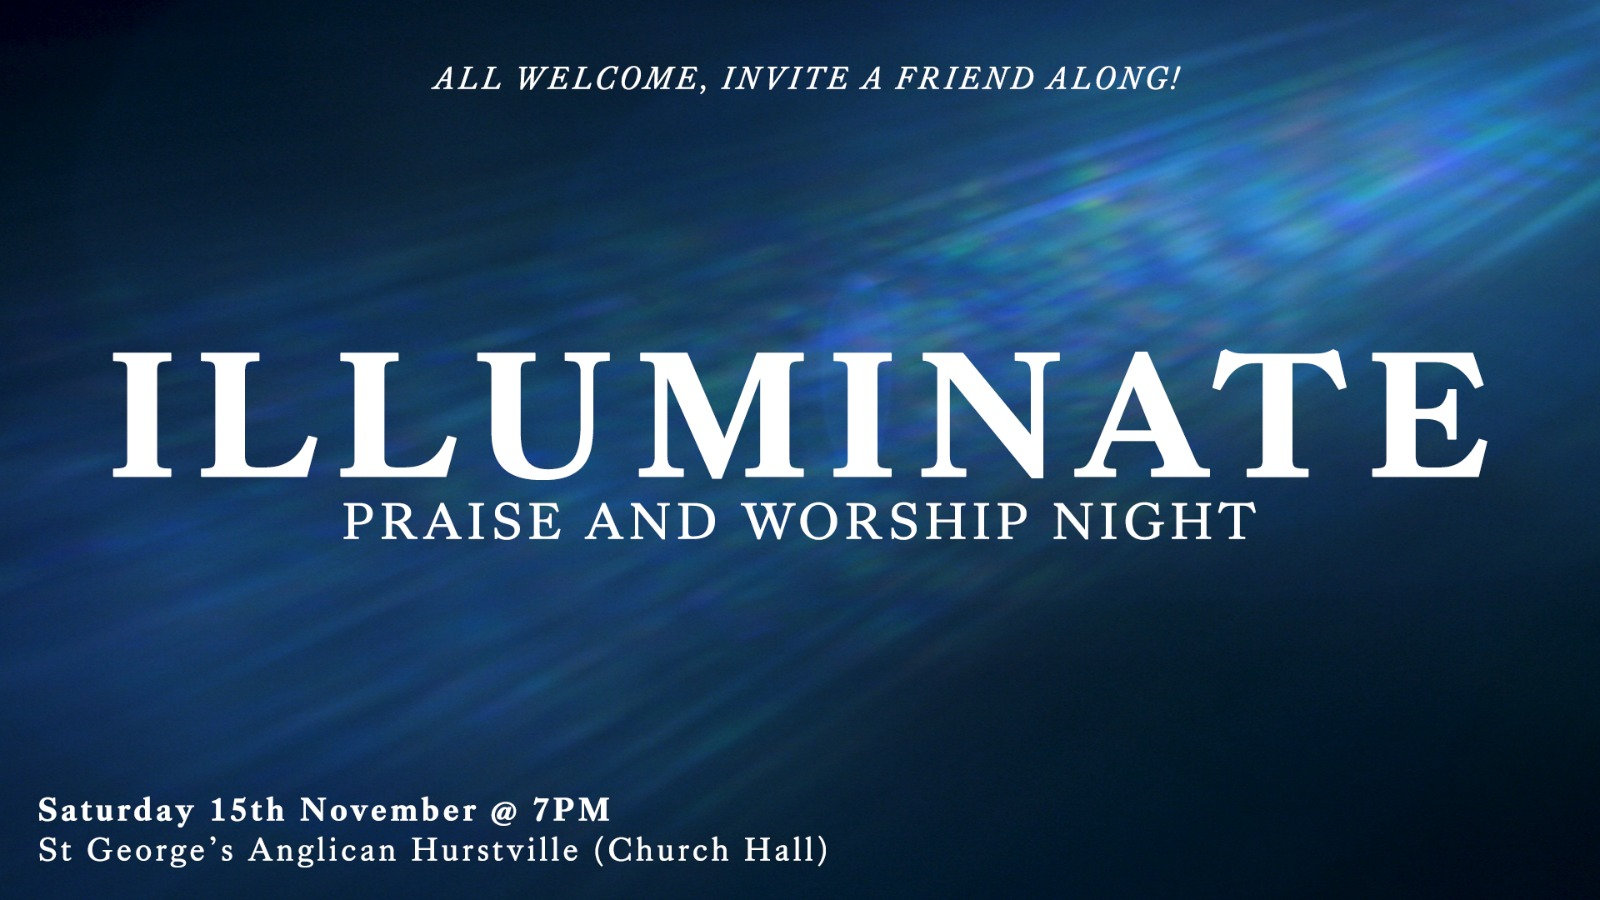 ALL WELCOME, INVITE A FRIEND ALONG!
ILLUMINATE
PRAISE AND WORSHIP NIGHT
Saturday 15th November @ 7PM
St George’s Anglican Hurstville (Church Hall)